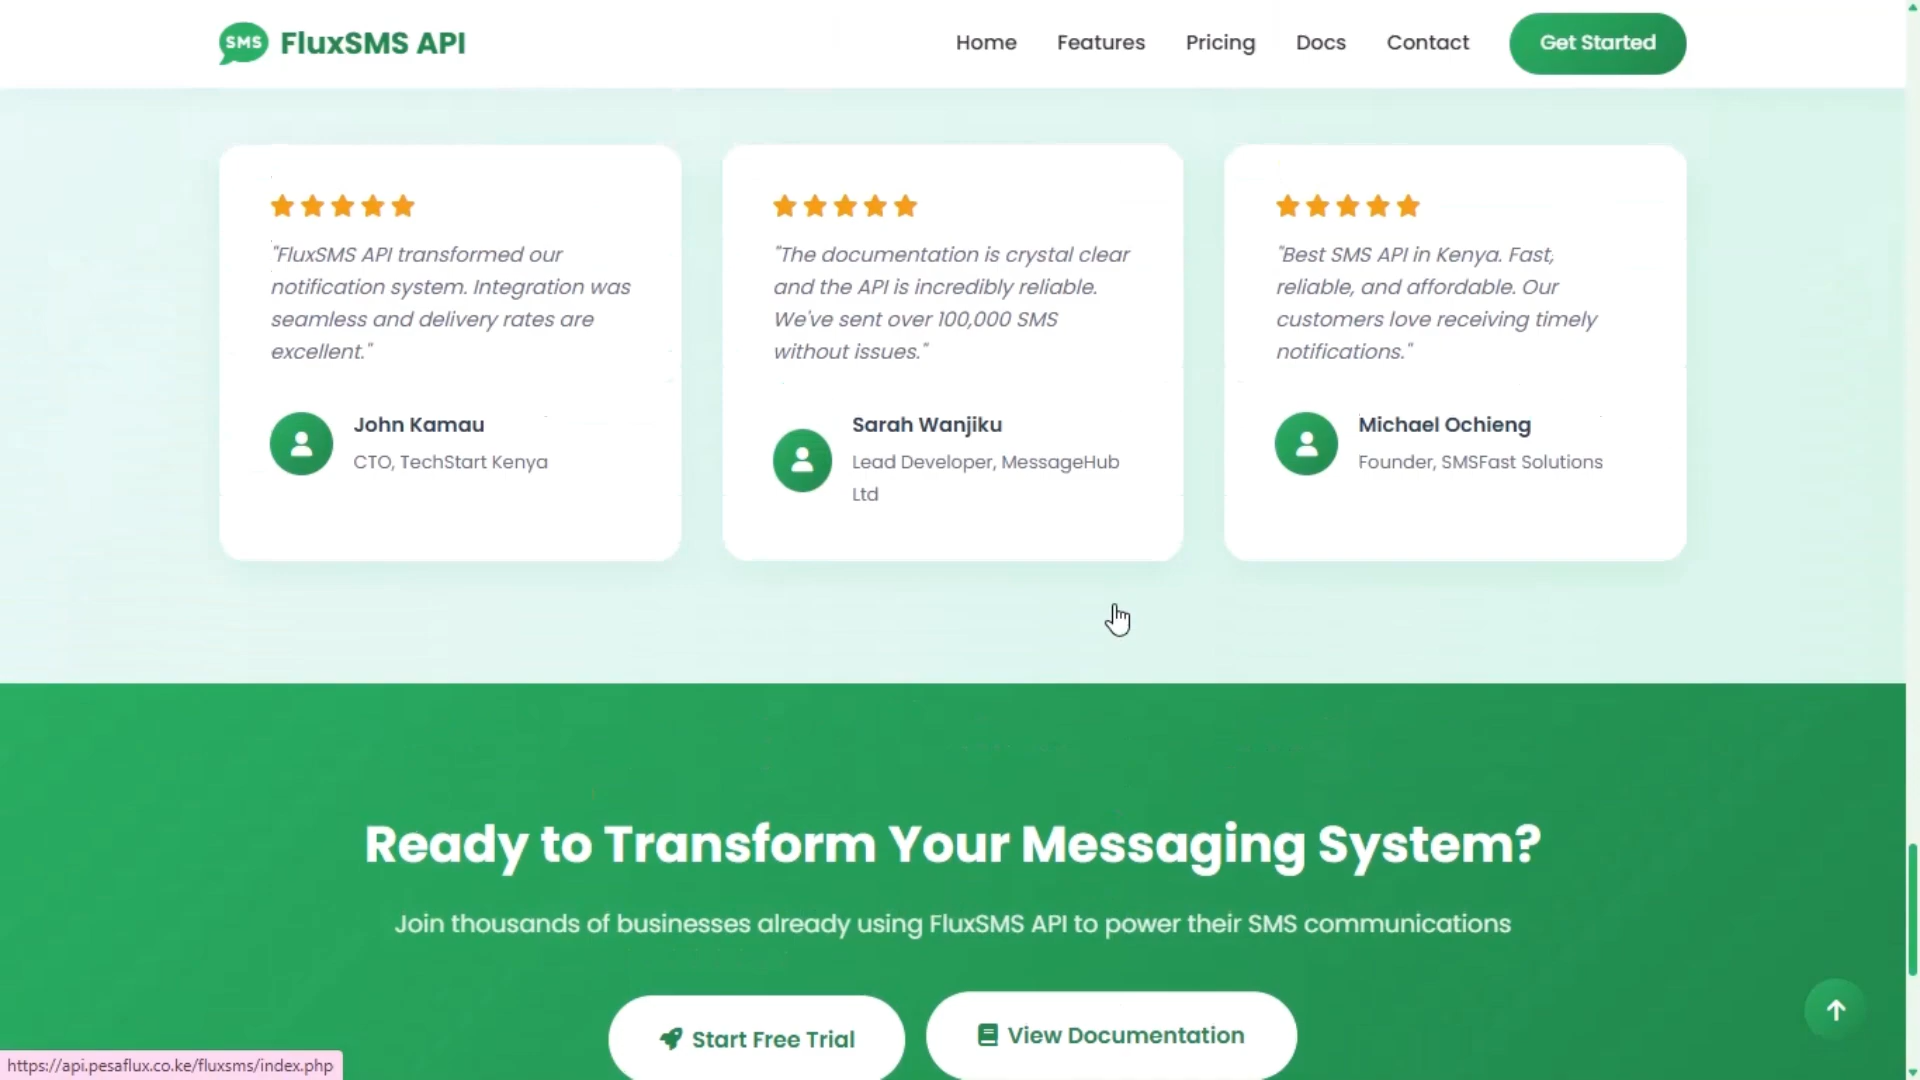 SMS FluxSMS API
Home Features Pricing Docs Contact Get Started
"FluxSMS API transformed our
notification system. Integration was
seamless and delivery rates are
excellent."
John Kamau
CTO, TechStart Kenya
"The documentation is crystal clear
and the API is incredibly reliable.
We've sent over 100,000 SMS
without issues."
Sarah Wanjiku
Lead Developer, MessageHub
Ltd
"Best SMS API in Kenya. Fast,
reliable, and affordable. Our
customers love receiving timely
notifications."
Michael Ochieng
Founder, SMSFast Solutions
Ready to Transform Your Messaging System?
Join thousands of businesses already using FluxSMS API to power their SMS communications
Start Free Trial
View Documentation
https://api.pesaflux.co.ke/fluxsms/index.php